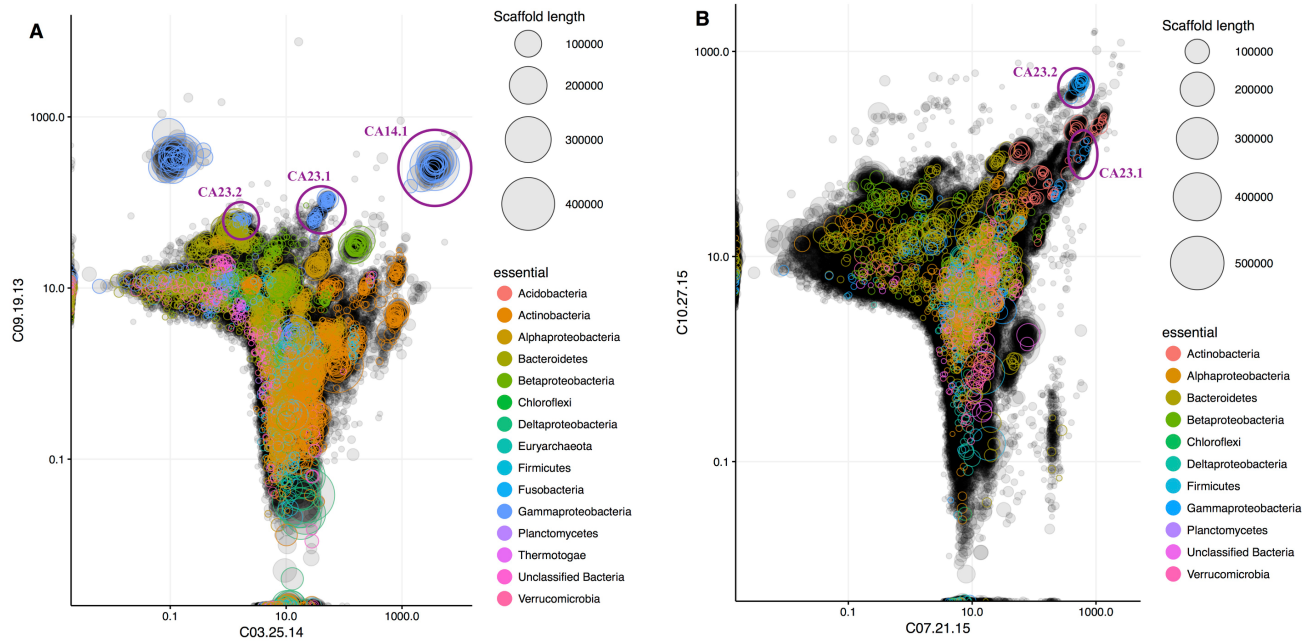 A
1000.0
10.0
0.1
C09.19.13
0.1
10.0
1000.0
C03.25.14
CA14.1
CA23.2
CA23.1
Scaffold length
100000
200000
300000
400000
essential
Acidobacteria
Actinobacteria
Alphaproteobacteria
Bacteroidetes
Betaproteobacteria
Chloroflexi
Deltaproteobacteria
Euryarchaeota
Firmicutes
Fusobacteria
Gammaproteobacteria
Planctomycetes
Thermotogae
Unclassified Bacteria
Verrucomicrobia
B
1000.0
10.0
0.1
C10.27.15
0.1
10.0
1000.0
C07.21.15
CA23.2
CA23.1
Scaffold length
100000
200000
300000
400000
500000
essential
Actinobacteria
Alphaproteobacteria
Bacteroidetes
Betaproteobacteria
Chloroflexi
Deltaproteobacteria
Firmicutes
Gammaproteobacteria
Planctomycetes
Unclassified Bacteria
Verrucomicrobia